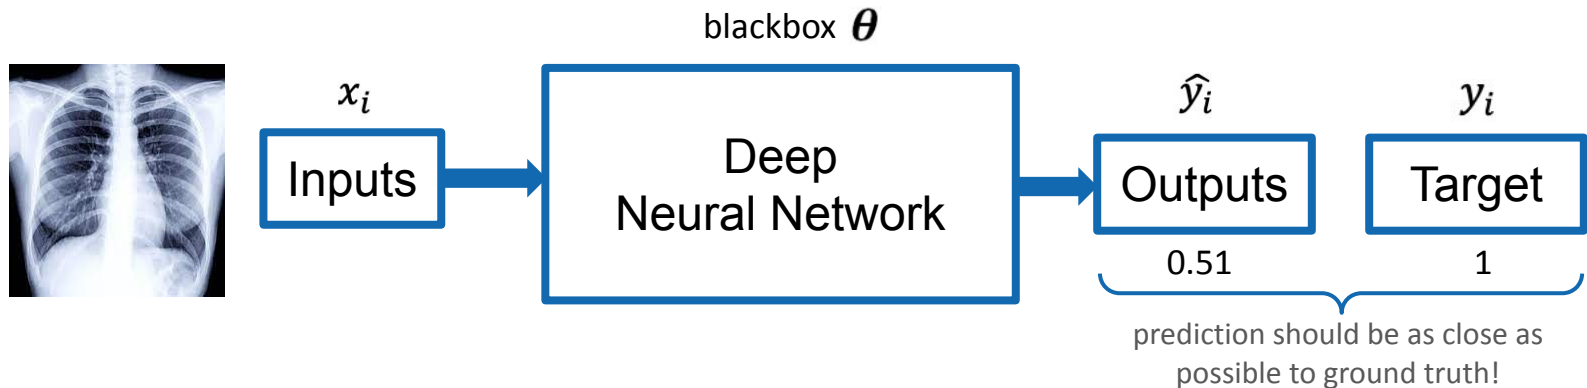 blackbox θ
x_i
ŷ_i
y_i
Inputs
Deep
Neural Network
Outputs
Target
0.51
1
prediction should be as close as
possible to ground truth!